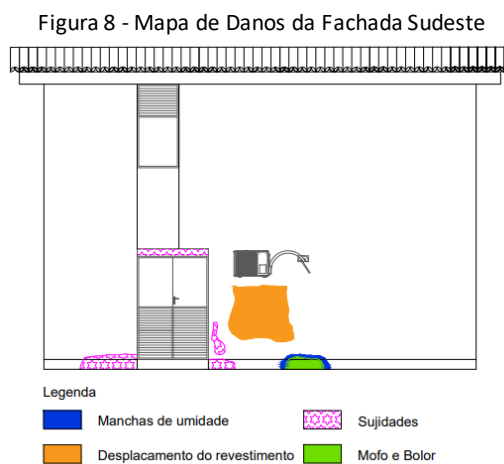 Figura 8 - Mapa de Danos da Fachada Sudeste
Legenda
Manchas de umidade
Sujidades
Desplacamento do revestimento
Mofo e Bolor